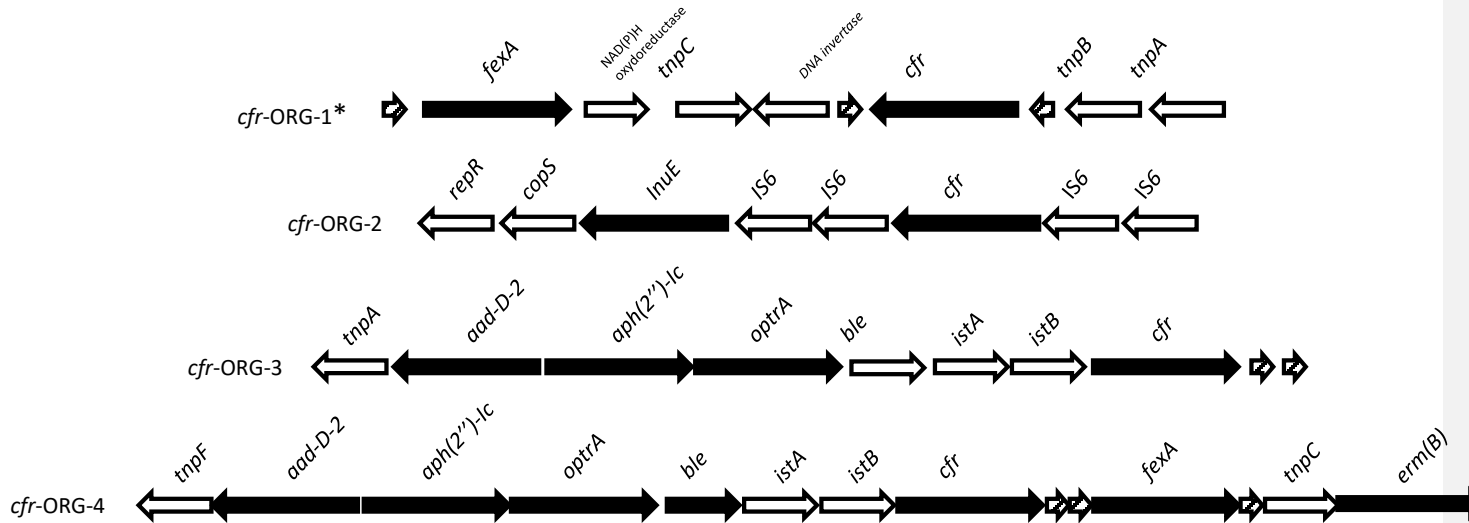 fexA
NAD(P)H
oxydoreductase
tnpC
DNA invertase
cfr
tnpB
tnpA
cfr-ORG-1*
repR
copS
lnuE
IS6
IS6
cfr
IS6
IS6
cfr-ORG-2
tnpA
aad-D-2
aph(2’’)-Ic
optrA
ble
istA
istB
cfr
cfr-ORG-3
tnpF
aad-D-2
aph(2’’)-Ic
optrA
ble
istA
istB
cfr
fexA
tnpC
erm(B)
cfr-ORG-4